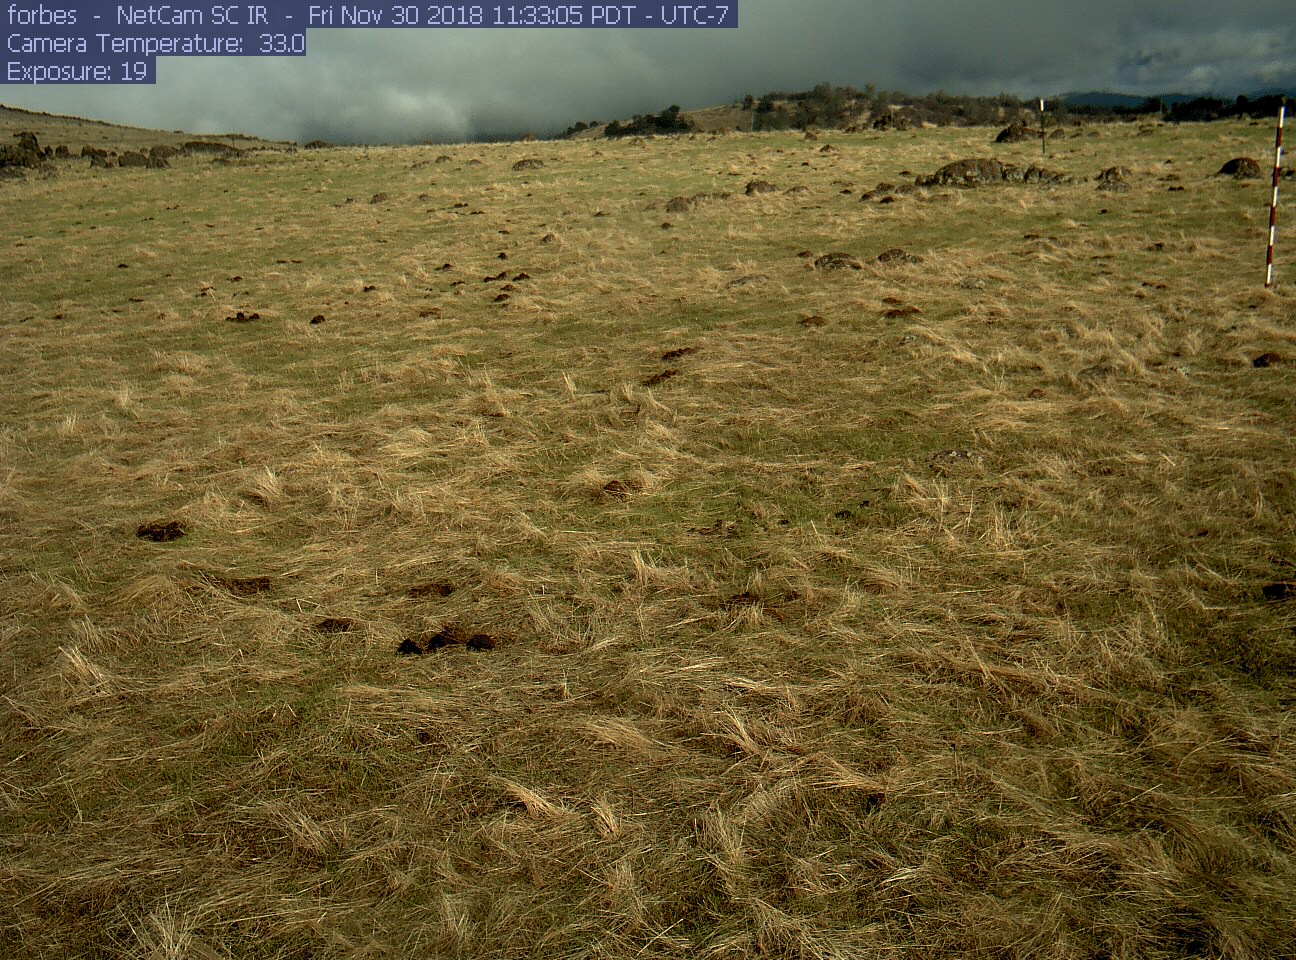 forbes - NetCam SC IR - Fri Nov 30 2018 11:33:05 PDT - UTC-7
Camera Temperature: 33.0
Exposure: 19